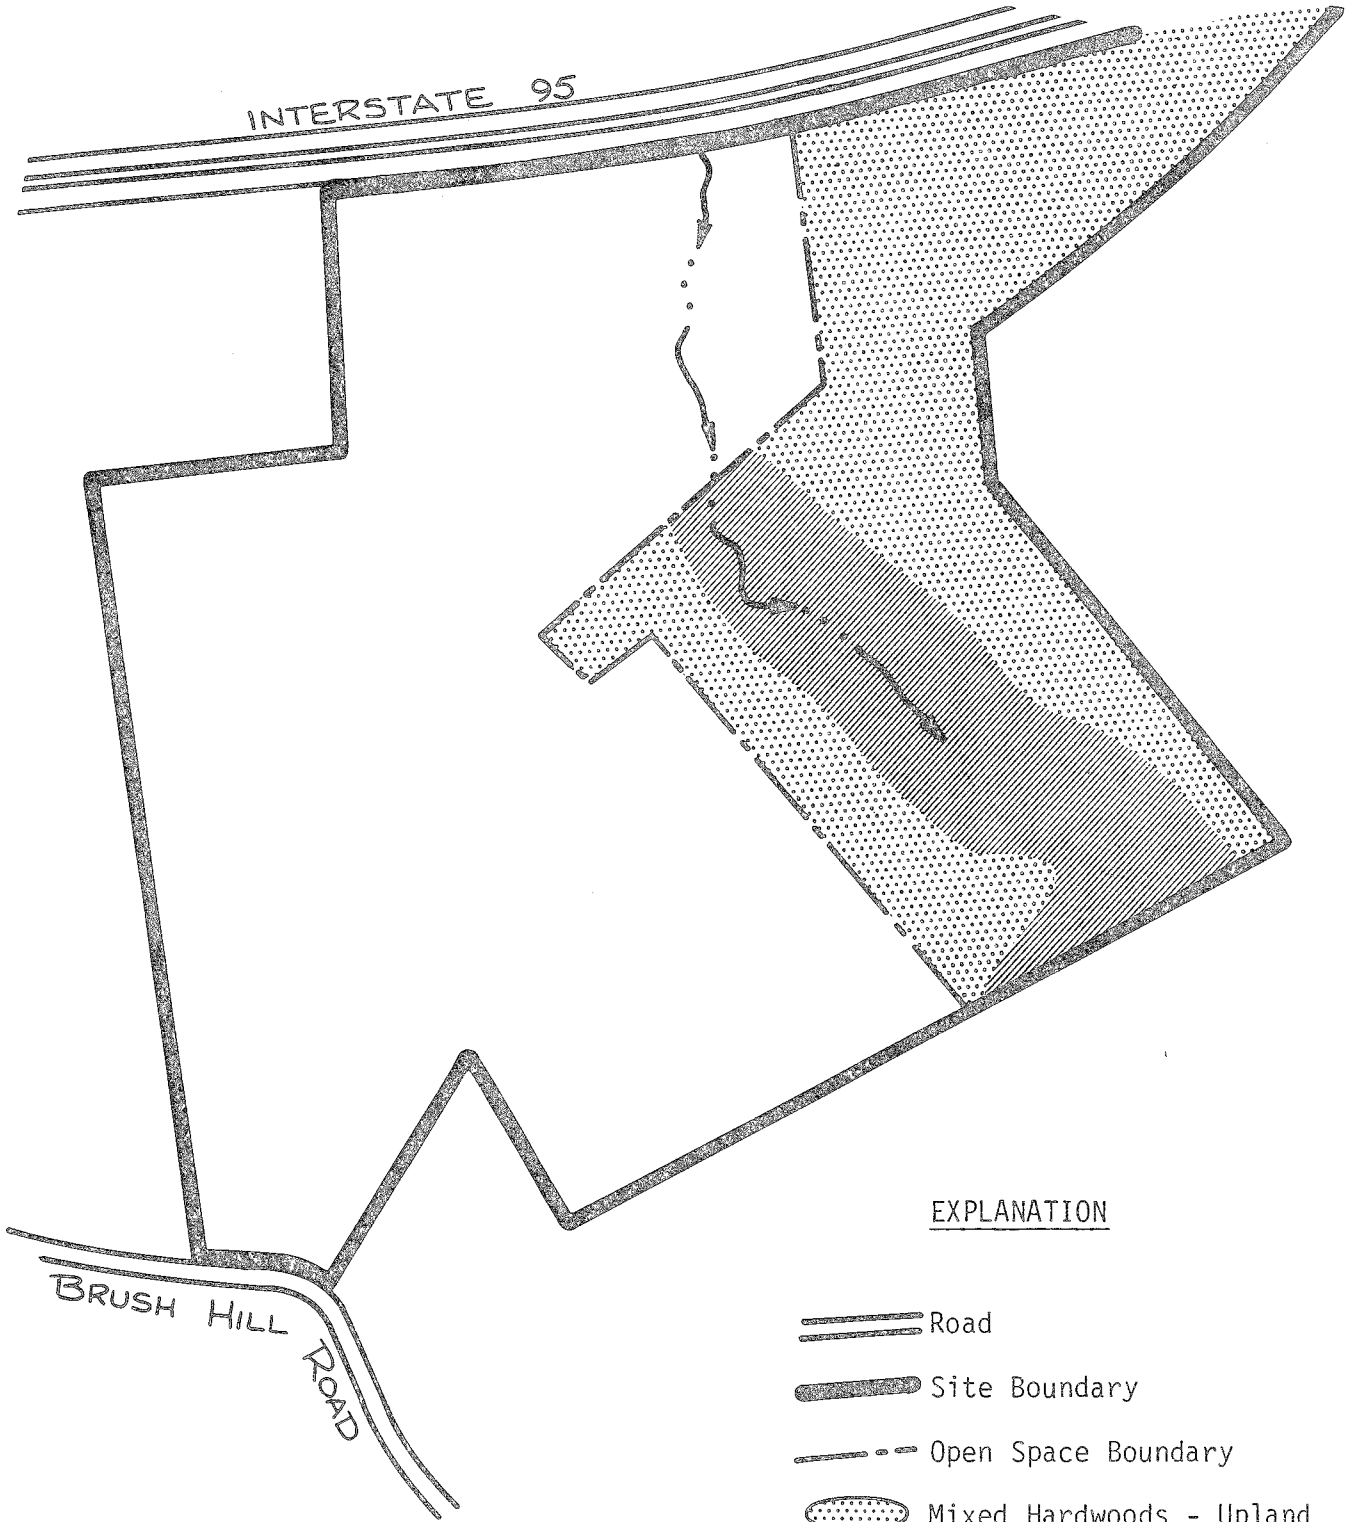 INTERSTATE 95
BRUSH HILL
ROAD
EXPLANATION
Road
Site Boundary
Open Space Boundary
Mixed Hardwoods - Upland